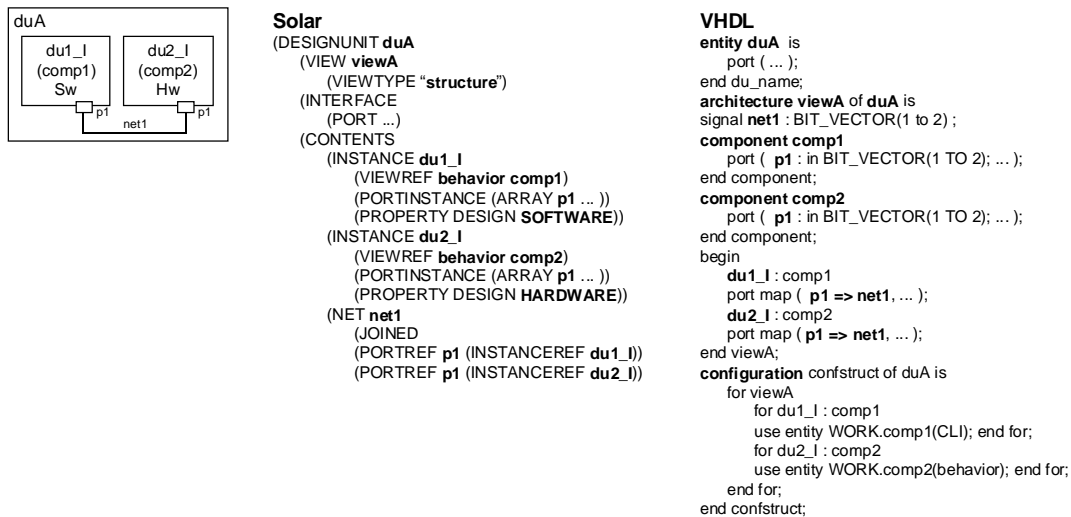 duA
du1_I
(comp1)
Sw
du2_I
(comp2)
Hw
p1
p1
net1
Solar
(DESIGNUNIT duA
(VIEW viewA
(VIEWTYPE “structure”)
(INTERFACE
(PORT ...)
(CONTENTS
(INSTANCE du1_I
(VIEWREF behavior comp1)
(PORTINSTANCE (ARRAY p1 ... ))
(PROPERTY DESIGN SOFTWARE))
(INSTANCE du2_I
(VIEWREF behavior comp2)
(PORTINSTANCE (ARRAY p1 ... ))
(PROPERTY DESIGN HARDWARE))
(NET net1
(JOINED
(PORTREF p1 (INSTANCEREF du1_I))
(PORTREF p1 (INSTANCEREF du2_I))
VHDL
entity duA is
port ( ... );
end du_name;
architecture viewA of duA is
signal net1 : BIT_VECTOR(1 to 2) ;
component comp1
port ( p1 : in BIT_VECTOR(1 TO 2); ... );
end component;
component comp2
port ( p1 : in BIT_VECTOR(1 TO 2); ... );
end component;
begin
du1_I : comp1
port map ( p1 => net1, ... );
du2_I : comp2
port map ( p1 => net1, ... );
end viewA;
configuration confstruct of duA is
for viewA
for du1_I : comp1
use entity WORK.comp1(CLI); end for;
for du2_I : comp2
use entity WORK.comp2(behavior); end for;
end for;
end confstruct;